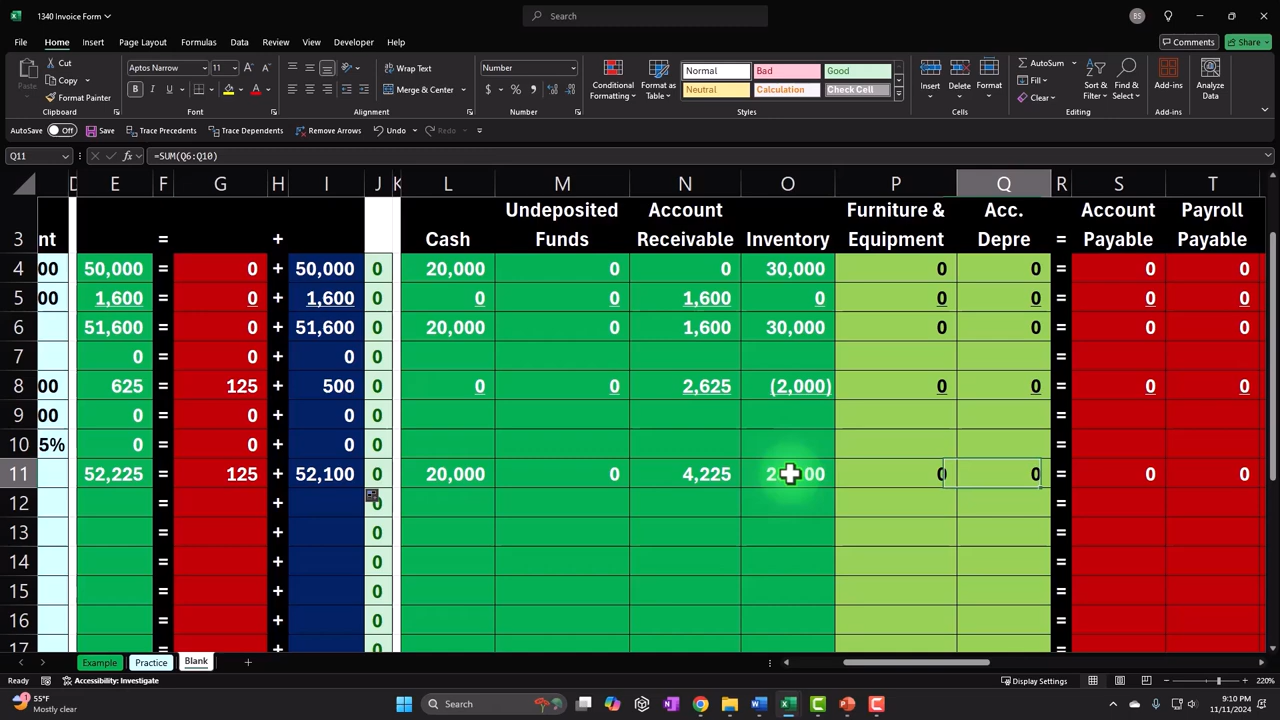 1340 Invoice Form
Search
BS
File Home Insert Page Layout Formulas Data Review View Developer Help
Comments Share
Paste Cut Copy Format Painter
Clipboard
Aptos Narrow 11
B I U
Font
Wrap Text
Merge & Center
Alignment
Number
$ % 9
Number
Conditional Formatting Format as Table
Normal Bad Good
Neutral Calculation Check Cell
Styles
Insert Delete Format
Cells
AutoSum
Fill
Clear
Sort & Filter Find & Select
Editing
Add-ins
Add-ins
Analyze Data
AutoSave Off Save Trace Precedents Trace Dependents Remove Arrows Undo Redo
Q11 fx =SUM(Q6:Q10)
D E F G H I J K L M N O P Q R S T
Undeposited Account Furniture & Acc. Account Payroll
3 nt = + Cash Funds Receivable Inventory Equipment Depre = Payable Payable
4 00 50,000 = 0 + 50,000 0 20,000 0 0 30,000 0 0 = 0 0
5 00 1,600 = 0 + 1,600 0 0 0 1,600 0 0 0 = 0 0
6 51,600 = 0 + 51,600 0 20,000 0 1,600 30,000 0 0 = 0 0
7 0 = 0 + 0 0 =
8 00 625 = 125 + 500 0 0 0 2,625 (2,000) 0 0 = 0 0
9 00 0 = 0 + 0 0 =
10 5% 0 = 0 + 0 0 =
11 52,225 = 125 + 52,100 0 20,000 0 4,225 0 0 = 0 0
12 = + 0 =
13 = + 0 =
14 = + 0 =
15 = + 0 =
16 = + 0 =
17 0
Example Practice Blank
Ready Accessibility: Investigate Display Settings 220%
55°F
Mostly clear
Search
9:10 PM
11/11/2024